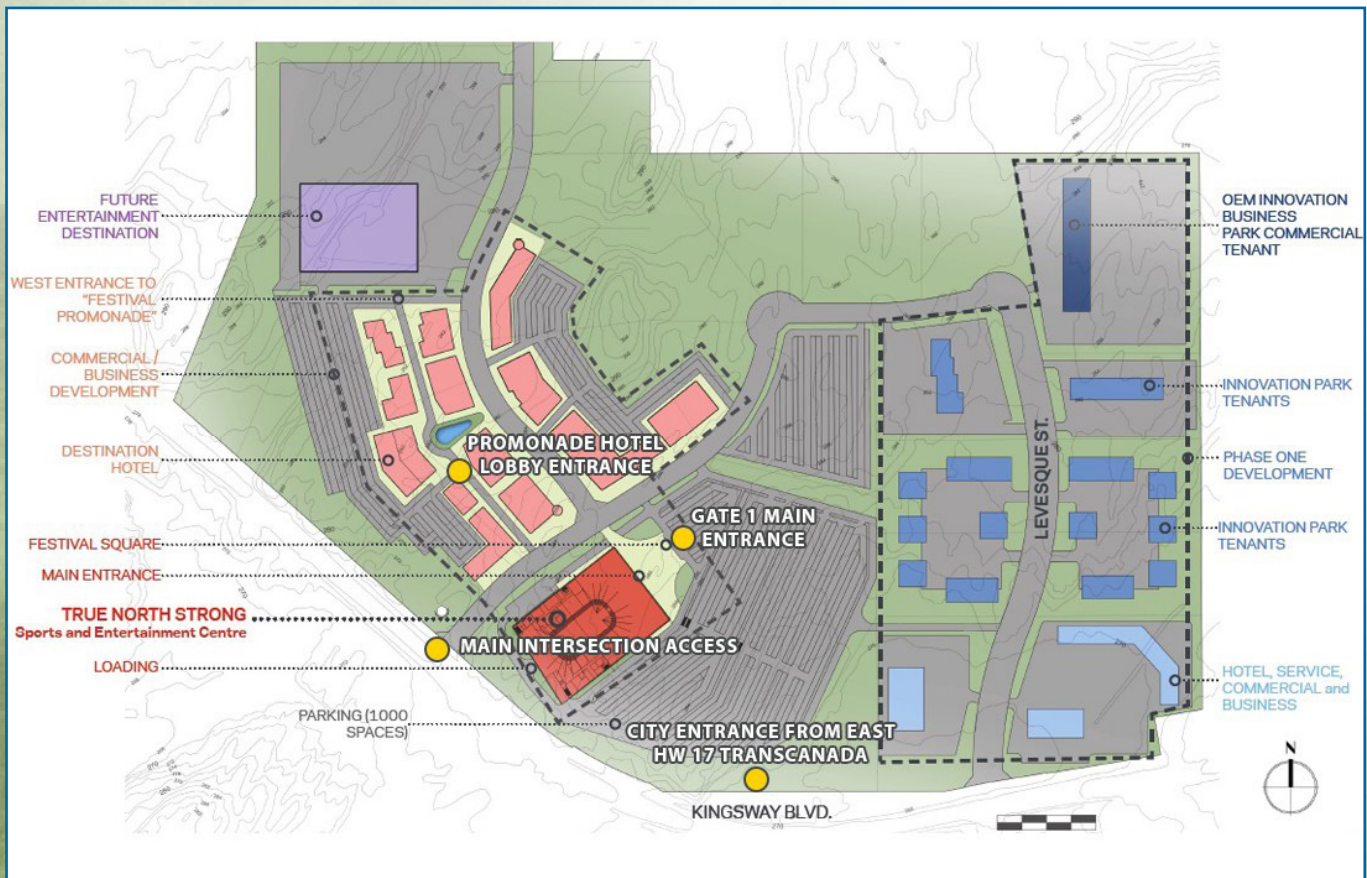 FUTURE
ENTERTAINMENT
DESTINATION
WEST ENTRANCE TO
"FESTIVAL
PROMONADE"
COMMERCIAL /
BUSINESS
DEVELOPMENT
DESTINATION
HOTEL
FESTIVAL SQUARE
MAIN ENTRANCE
TRUE NORTH STRONG
Sports and Entertainment Centre
LOADING
PARKING (1000
SPACES)
PROMONADE HOTEL
LOBBY ENTRANCE
GATE 1 MAIN
ENTRANCE
MAIN INTERSECTION ACCESS
CITY ENTRANCE FROM EAST
HW 17 TRANSCANADA
KINGSWAY BLVD.
LEVESQUE ST.
OEM INNOVATION
BUSINESS
PARK COMMERCIAL
TENANT
INNOVATION PARK
TENANTS
PHASE ONE
DEVELOPMENT
INNOVATION PARK
TENANTS
HOTEL, SERVICE,
COMMERCIAL and
BUSINESS
N